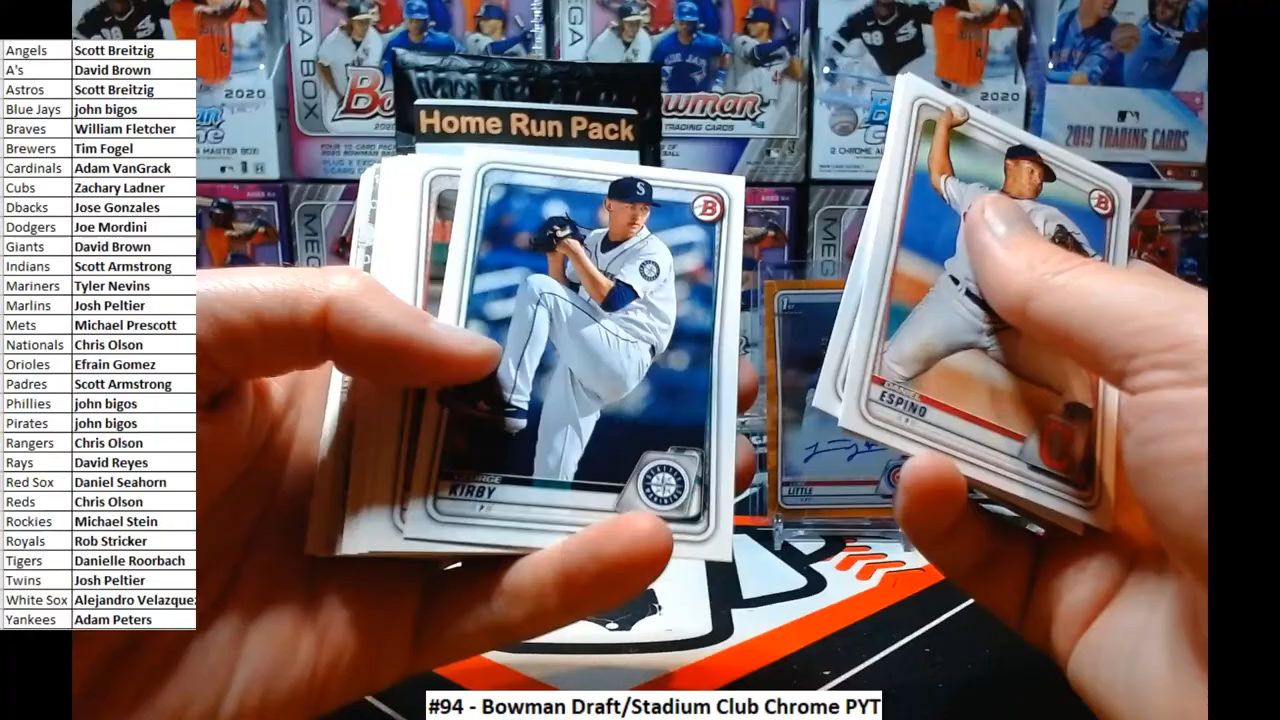 Angels Scott Breitzig
A's David Brown
Astros Scott Breitzig
Blue Jays john bigos
Braves William Fletcher
Brewers Tim Fogel
Cardinals Adam VanGrack
Cubs Zachary Ladner
Dbacks Jose Gonzales
Dodgers Joe Mordini
Giants David Brown
Indians Scott Armstrong
Mariners Tyler Nevins
Marlins Josh Peltier
Mets Michael Prescott
Nationals Chris Olson
Orioles Efrain Gomez
Padres Scott Armstrong
Phillies john bigos
Pirates john bigos
Rangers Chris Olson
Rays David Reyes
Red Sox Daniel Seahorn
Reds Chris Olson
Rockies Michael Stein
Royals Rob Stricker
Tigers Danielle Roorbach
Twins Josh Peltier
White Sox Alejandro Velazque
Yankees Adam Peters
2020
MEGA BOX
TRADING CARDS
2020
2019 TRADING CARDS
Home Run Pack
S
B
B
ESPINO
KIRBY
P
LITTLE
#94 - Bowman Draft/Stadium Club Chrome PYT